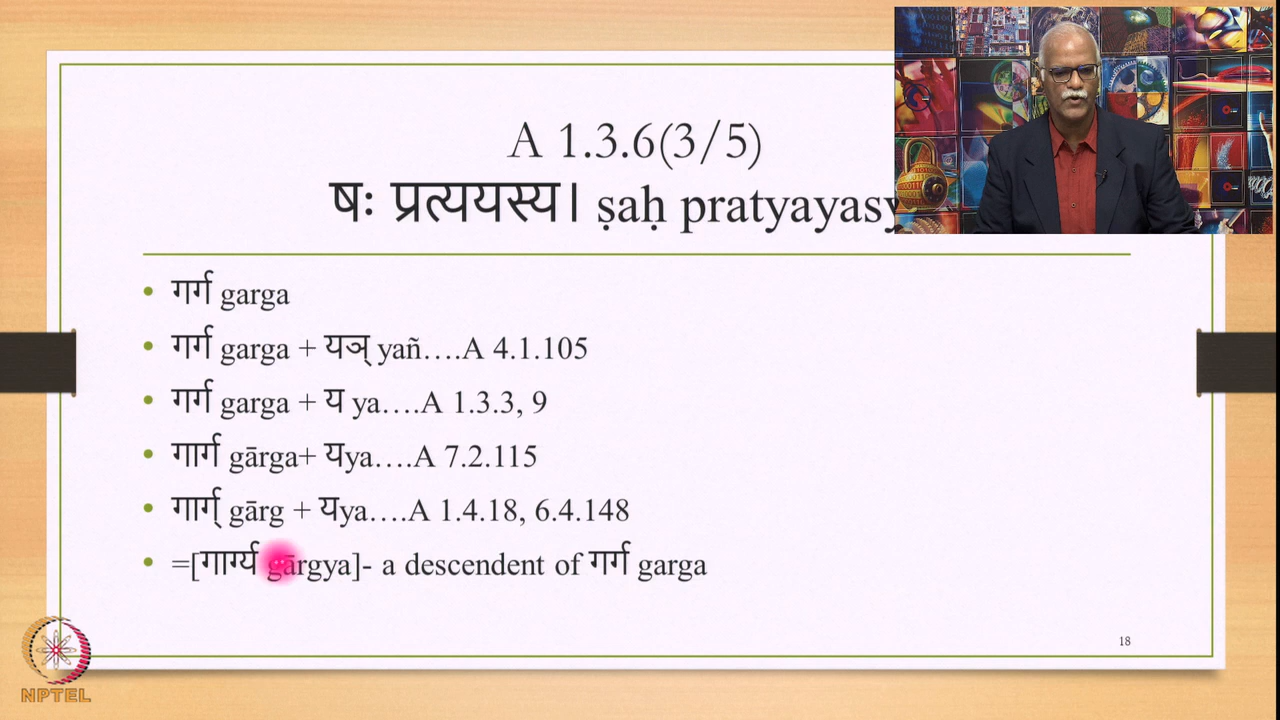 A 1.3.6(3/5)
षः प्रत्ययस्य। ṣaḥ
• गर्ग garga
• गर्ग garga + यञ् yañ....A 4.1.105
• गर्ग garga + य ya....A 1.3.3, 9
• गार्ग gārga+ यya....A 7.2.115
• गार्ग् gārg + यya....A 1.4.18, 6.4.148
• =[गार्ग्य gārgya]- a descendent of गर्ग garga
18
NPTEL